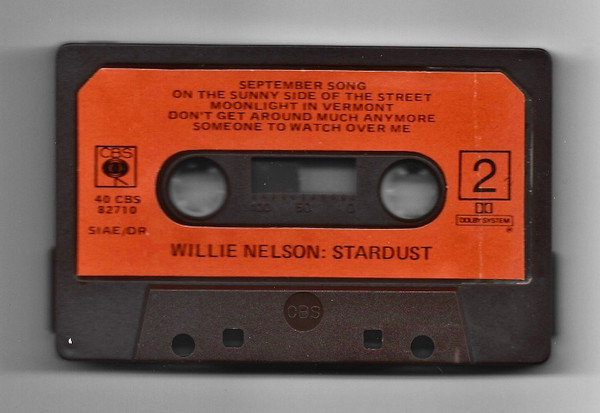 SEPTEMBER SONG
ON THE SUNNY SIDE OF THE STREET
MOONLIGHT IN VERMONT
DON'T GET AROUND MUCH ANYMORE
SOMEONE TO WATCH OVER ME
CBS
40 CBS
82710
SIAE/DR
2
DOLBY SYSTEM
100 50 0
WILLIE NELSON: STARDUST
CBS